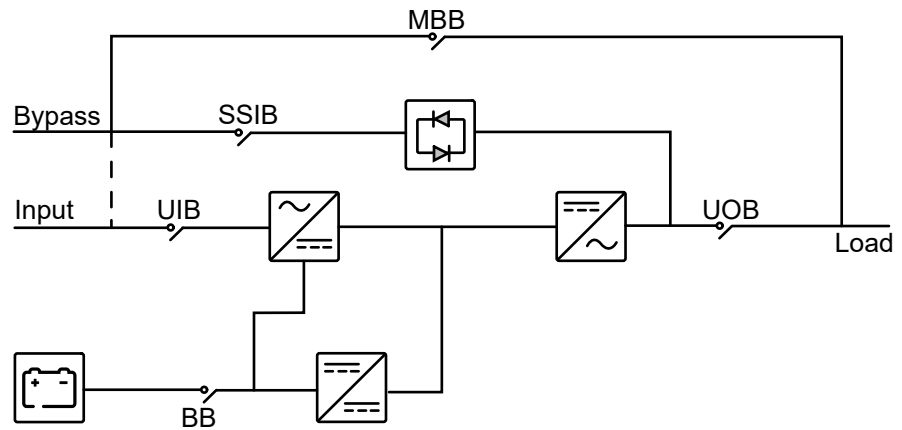 MBB
Bypass
SSIB
Input
UIB
UOB
Load
BB